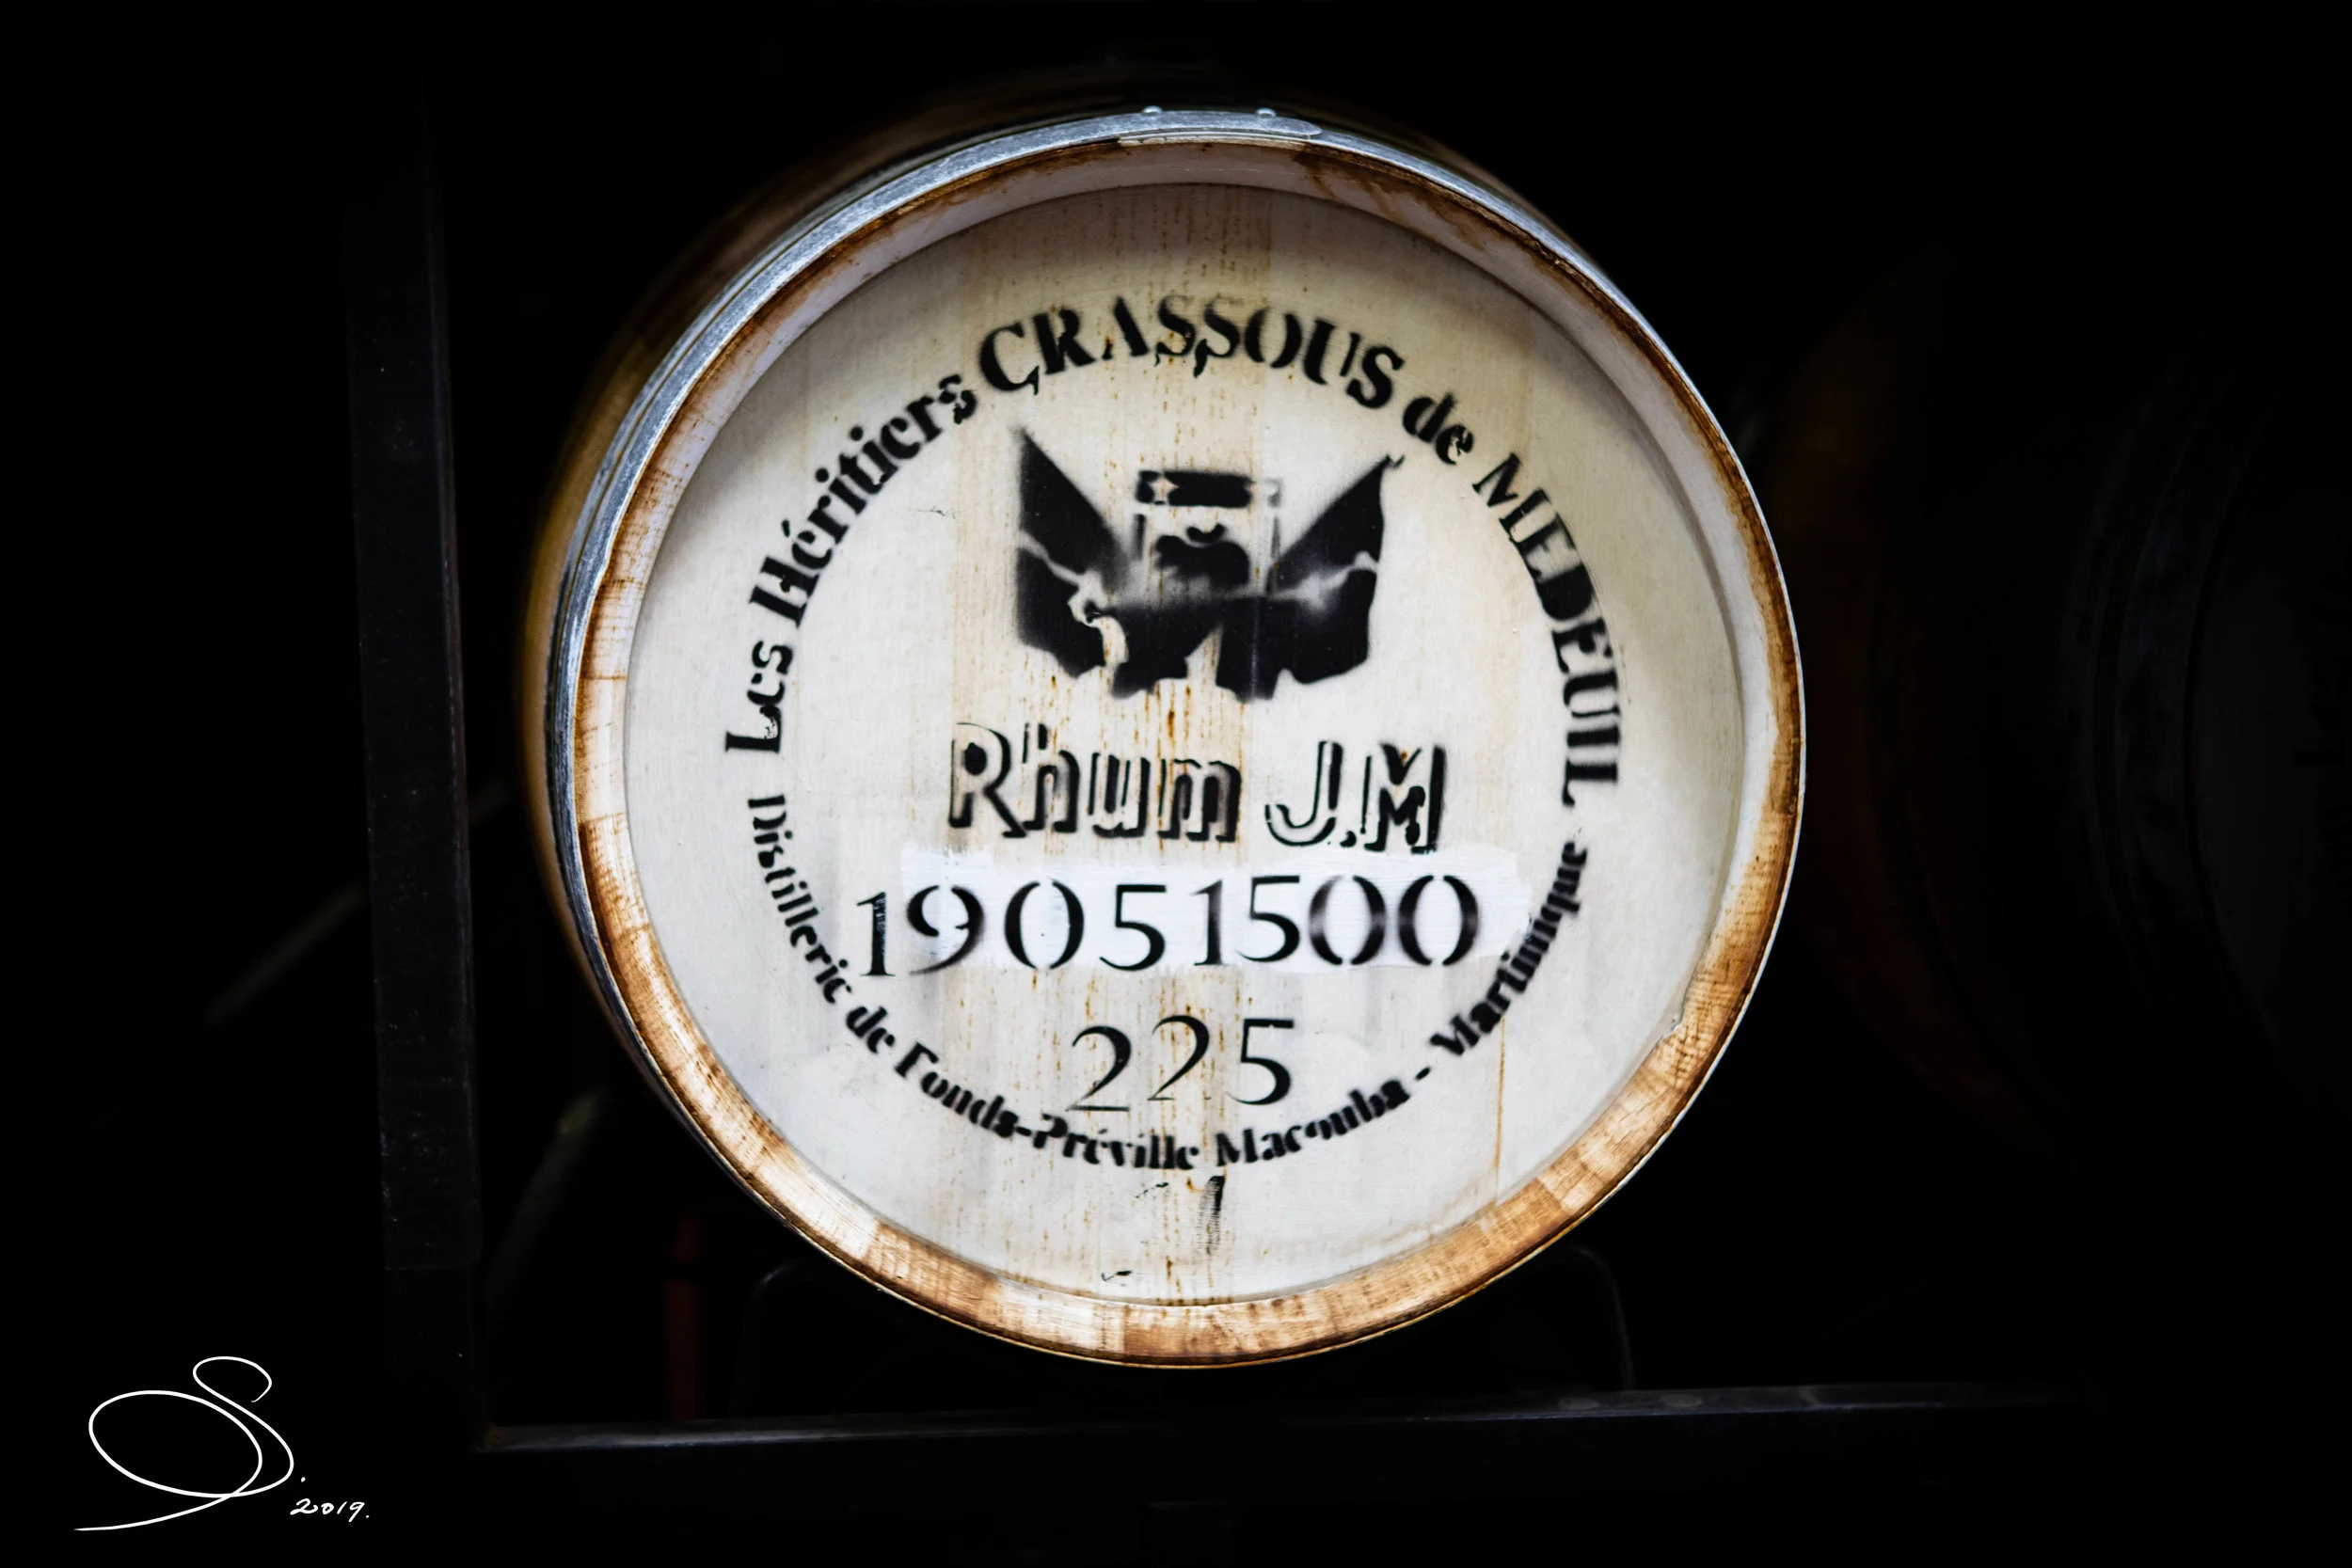 Les Héritiers CRASSOUS de MEDEUIL
Rhum J.M
19051500
225
Distillerie de Fonds-Préville Macouba - Martinique
S. 2019.